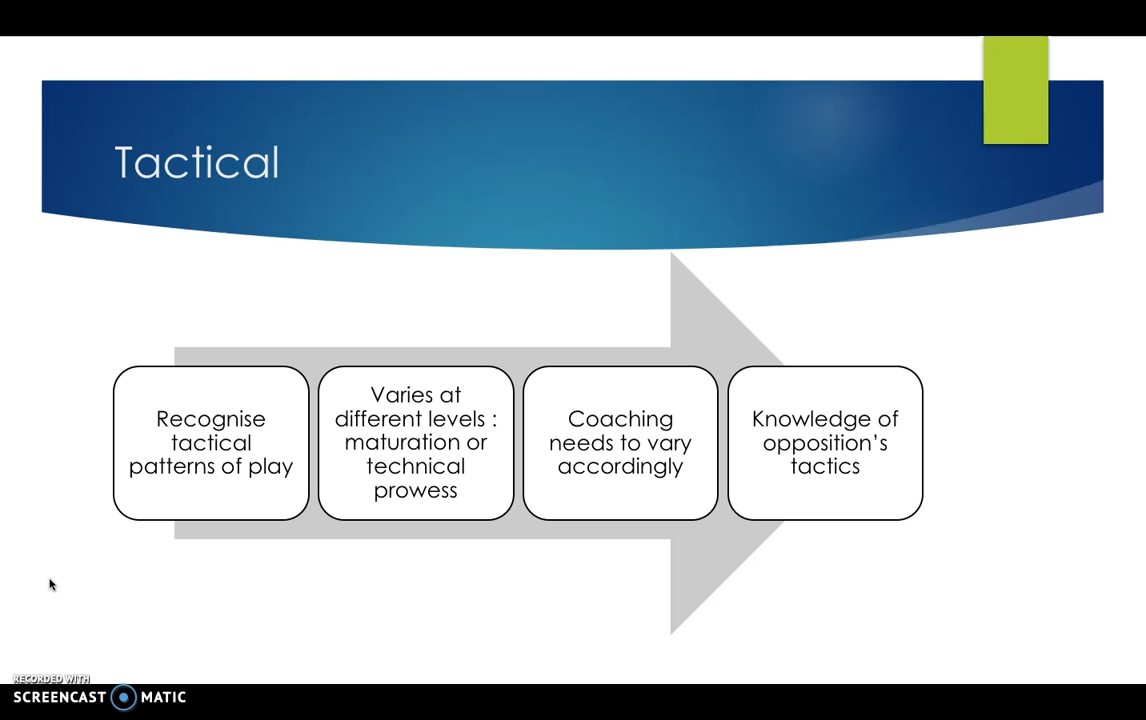 Tactical
Recognise
tactical
patterns of play
Varies at
different levels :
maturation or
technical
prowess
Coaching
needs to vary
accordingly
Knowledge of
opposition’s
tactics
RECORDED WITH
SCREENCAST MATIC